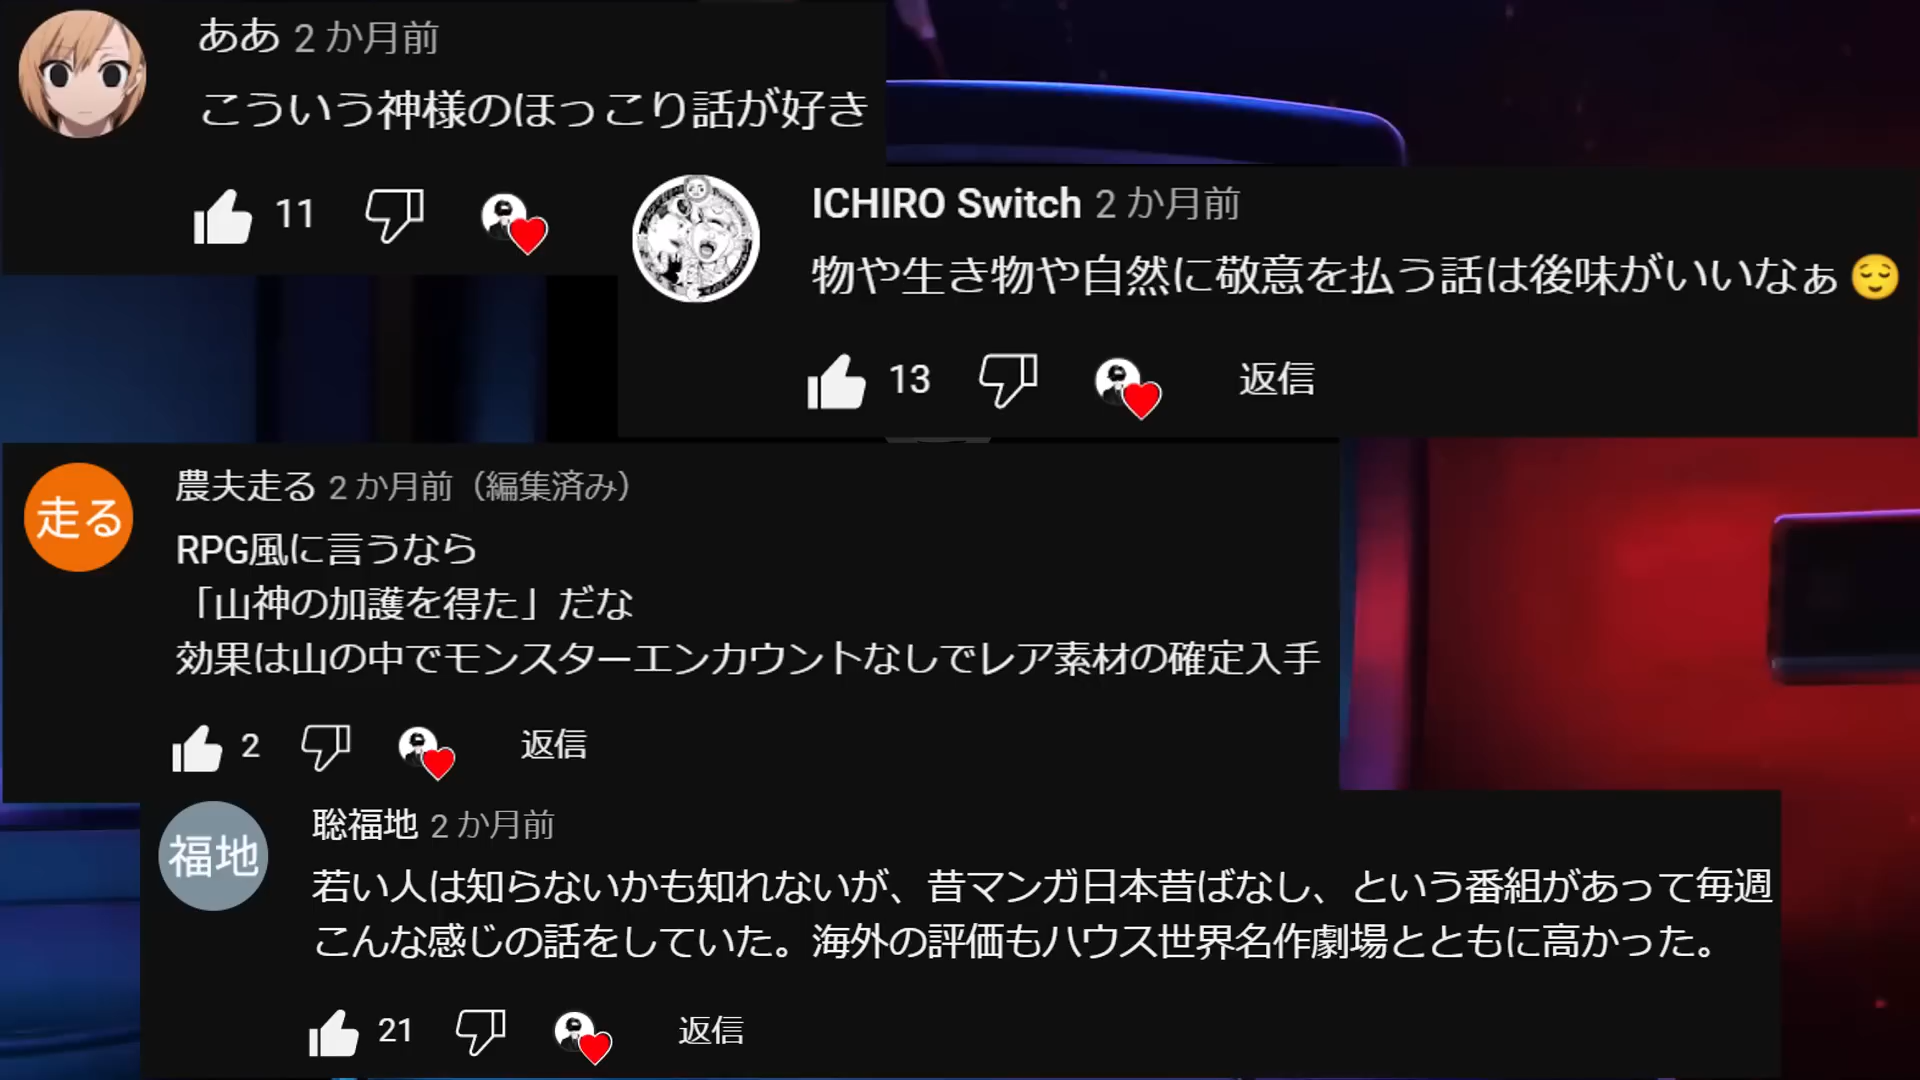 ああ 2 か月前
こういう神様のほっこり話が好き
11
ICHIRO Switch 2 か月前
物や生き物や自然に敬意を払う話は後味がいいなぁ😌
13 返信
走る
農夫走る 2 か月前（編集済み）
RPG風に言うなら
「山神の加護を得た」だな
効果は山の中でモンスターエンカウントなしでレア素材の確定入手
2 返信
福地
聡福地 2 か月前
若い人は知らないかも知れないが、昔マンガ日本昔ばなし、という番組があって毎週
こんな感じの話をしていた。海外の評価もハウス世界名作劇場とともに高かった。
21 返信